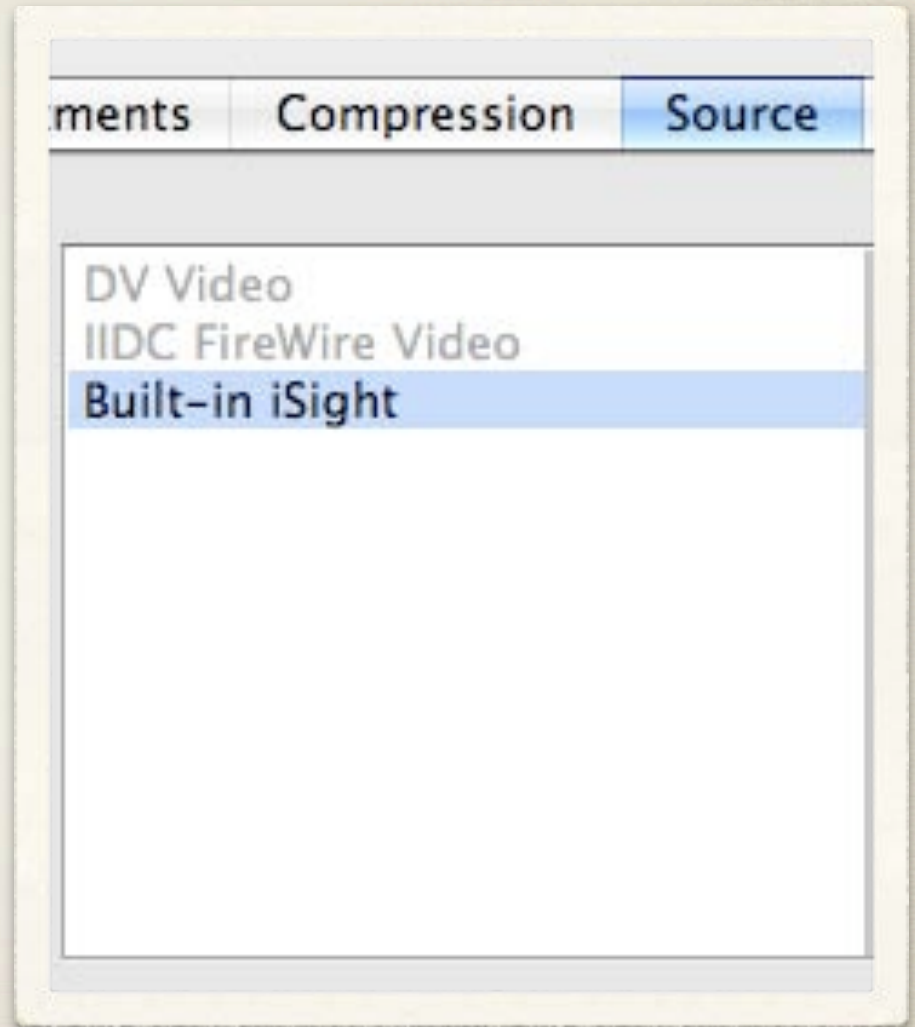 ments Compression Source
DV Video
IIDC FireWire Video
Built-in iSight